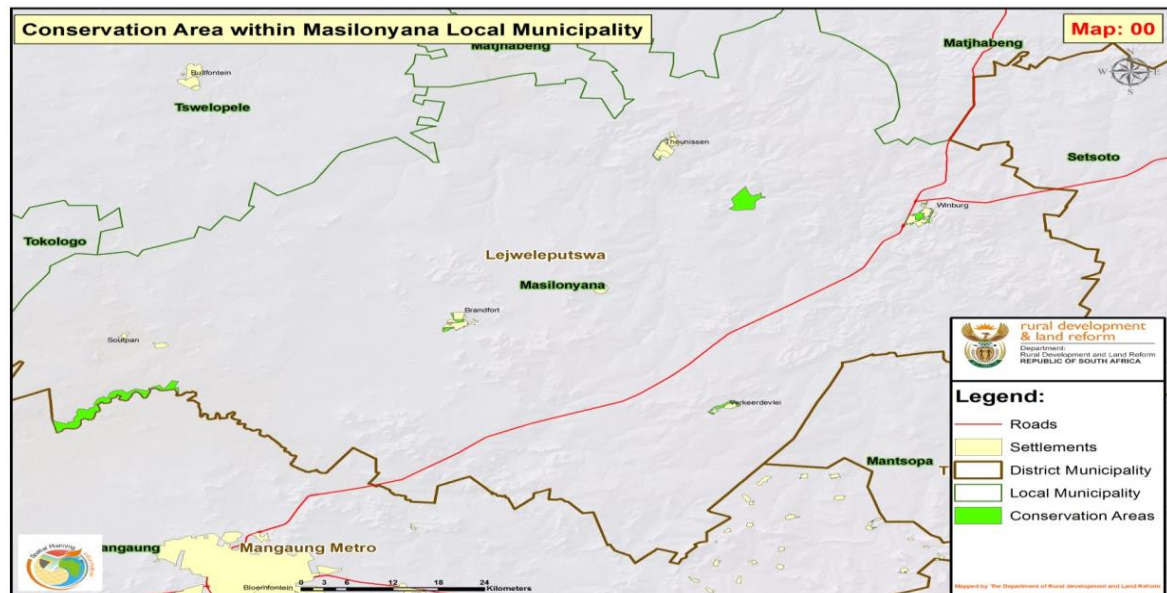 Conservation Area within Masilonyana Local Municipality
Map: 00
Matjhabeng
Matjhabeng
N
W E
S
Bultfontein
Tswelopele
Theunissen
Setsoto
Winburg
Tokologo
Lejweleputswa
Masilonyana
Brandfort
Soutpan
Verkeerdevlei
Mantsopa
T
rural development
& land reform
Department:
Rural Development and Land Reform
REPUBLIC OF SOUTH AFRICA
Legend:
Roads
Settlements
District Municipality
Local Municipality
Conservation Areas
Mapped by The Department of Rural development and Land Reform
angaung
Mangaung Metro
Bloemfontein
0 3 6 12 18 24
Kilometers
Spatial Planning